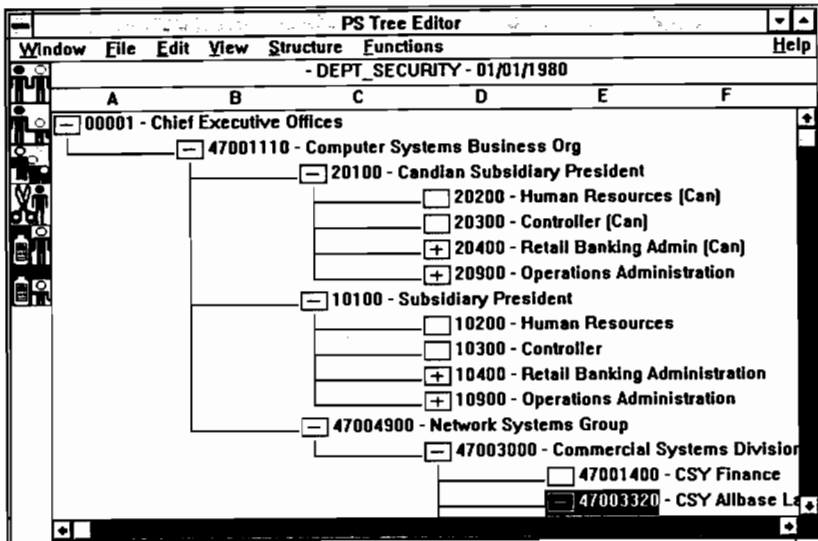 PS Tree Editor
Window File Edit View Structure Functions Help
- DEPT_SECURITY - 01/01/1980
A B C D E F
00001 - Chief Executive Offices
47001110 - Computer Systems Business Org
20100 - Candian Subsidiary President
20200 - Human Resources (Can)
20300 - Controller (Can)
20400 - Retail Banking Admin (Can)
20900 - Operations Administration
10100 - Subsidiary President
10200 - Human Resources
10300 - Controller
10400 - Retail Banking Administration
10900 - Operations Administration
47004900 - Network Systems Group
47003000 - Commercial Systems Division
47001400 - CSY Finance
47003320 - CSY Allbase La